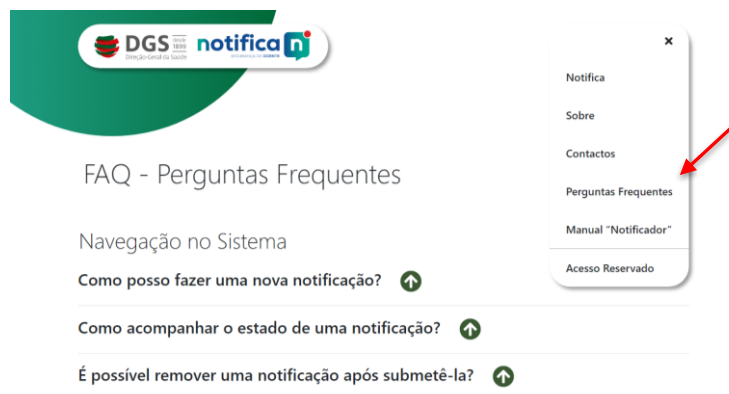 DGS desde 1899
Direção-Geral da Saúde
notifica n
Notifica
Sobre
Contactos
Perguntas Frequentes
Manual "Notificador"
Acesso Reservado
FAQ - Perguntas Frequentes
Navegação no Sistema
Como posso fazer uma nova notificação?
Como acompanhar o estado de uma notificação?
É possível remover uma notificação após submetê-la?